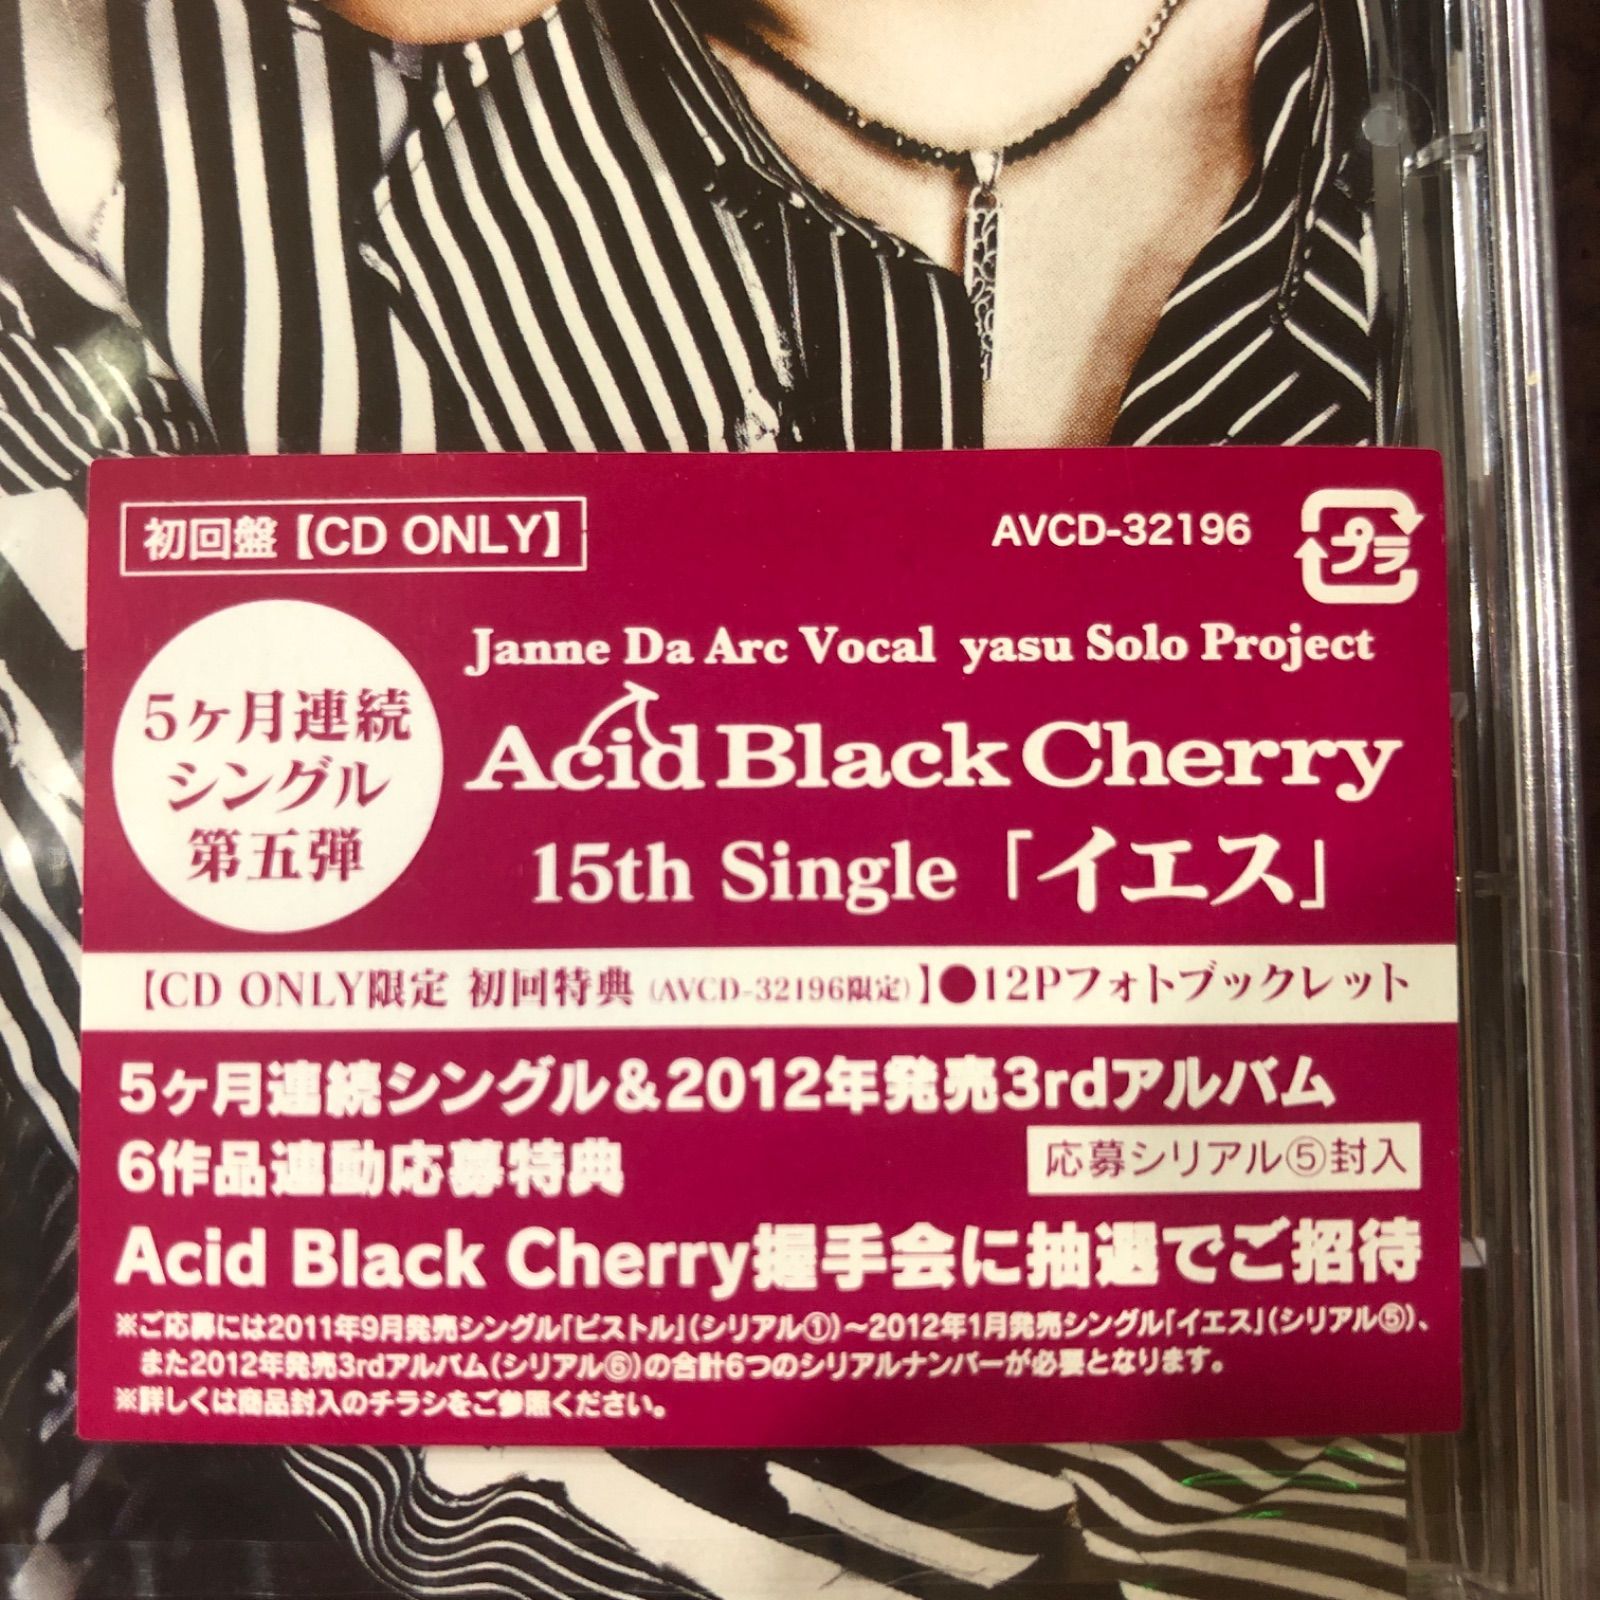 初回盤【CD ONLY】
AVCD-32196
プラ
5ヶ月連続
シングル
第五弾
Janne Da Arc Vocal yasu Solo Project
Acid Black Cherry
15th Single「イエス」
【CD ONLY限定 初回特典(AVCD-32196限定)】●12Pフォトブックレット
5ヶ月連続シングル&2012年発売3rdアルバム
6作品連動応募特典
応募シリアル⑤封入
Acid Black Cherry握手会に抽選でご招待
※ご応募には2011年9月発売シングル「ピストル」(シリアル①)～2012年1月発売シングル「イエス」(シリアル⑤)、
また2012年発売3rdアルバム(シリアル⑥)の合計6つのシリアルナンバーが必要となります。
※詳しくは商品封入のチラシをご参照ください。